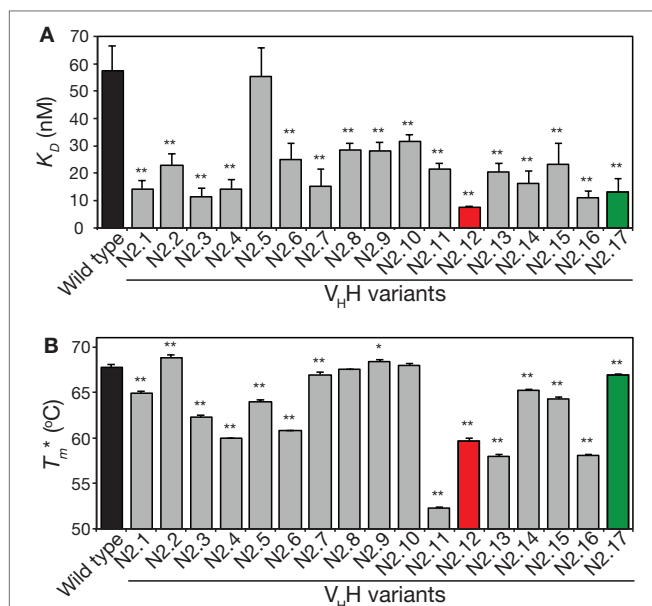 A
K_D (nM)
70
60
50
40
30
20
10
0
** ** ** ** ** ** ** ** ** ** ** ** ** ** ** **
Wild type N2.1 N2.2 N2.3 N2.4 N2.5 N2.6 N2.7 N2.8 N2.9 N2.10 N2.11 N2.12 N2.13 N2.14 N2.15 N2.16 N2.17
V_HH variants
B
T_m* (°C)
70
65
60
55
50
** ** ** ** ** ** ** * ** ** ** ** ** ** **
Wild type N2.1 N2.2 N2.3 N2.4 N2.5 N2.6 N2.7 N2.8 N2.9 N2.10 N2.11 N2.12 N2.13 N2.14 N2.15 N2.16 N2.17
V_HH variants